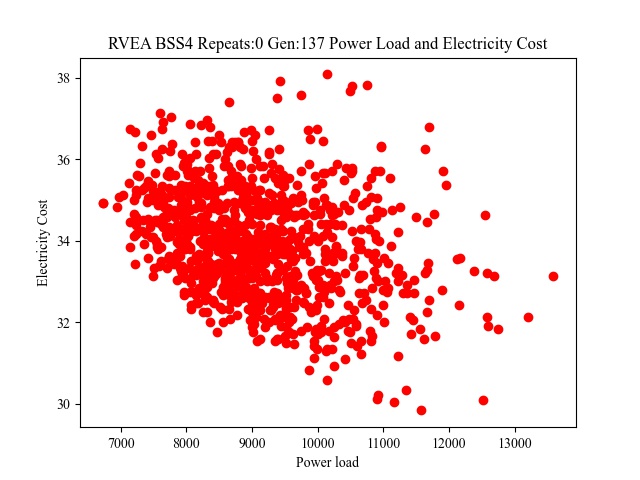 RVEA BSS4 Repeats:0 Gen:137 Power Load and Electricity Cost
38
36
34
32
30
Electricity Cost
7000 8000 9000 10000 11000 12000 13000
Power load